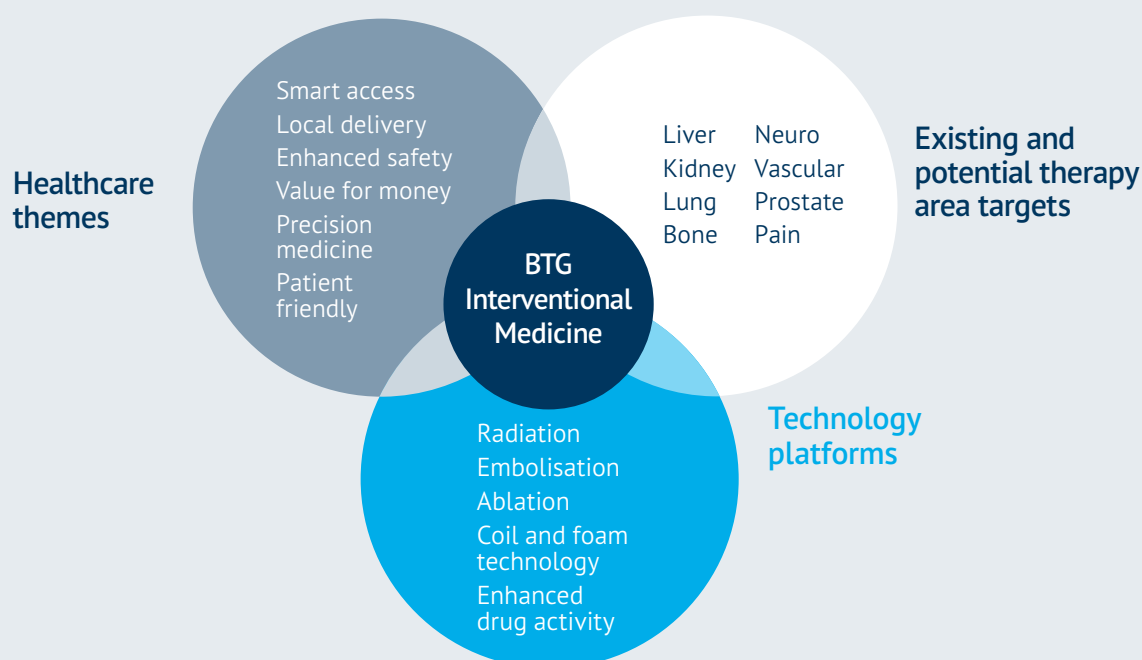 Healthcare
themes
Smart access
Local delivery
Enhanced safety
Value for money
Precision
medicine
Patient
friendly
Liver Neuro
Kidney Vascular
Lung Prostate
Bone Pain
Existing and
potential therapy
area targets
BTG
Interventional
Medicine
Technology
platforms
Radiation
Embolisation
Ablation
Coil and foam
technology
Enhanced
drug activity